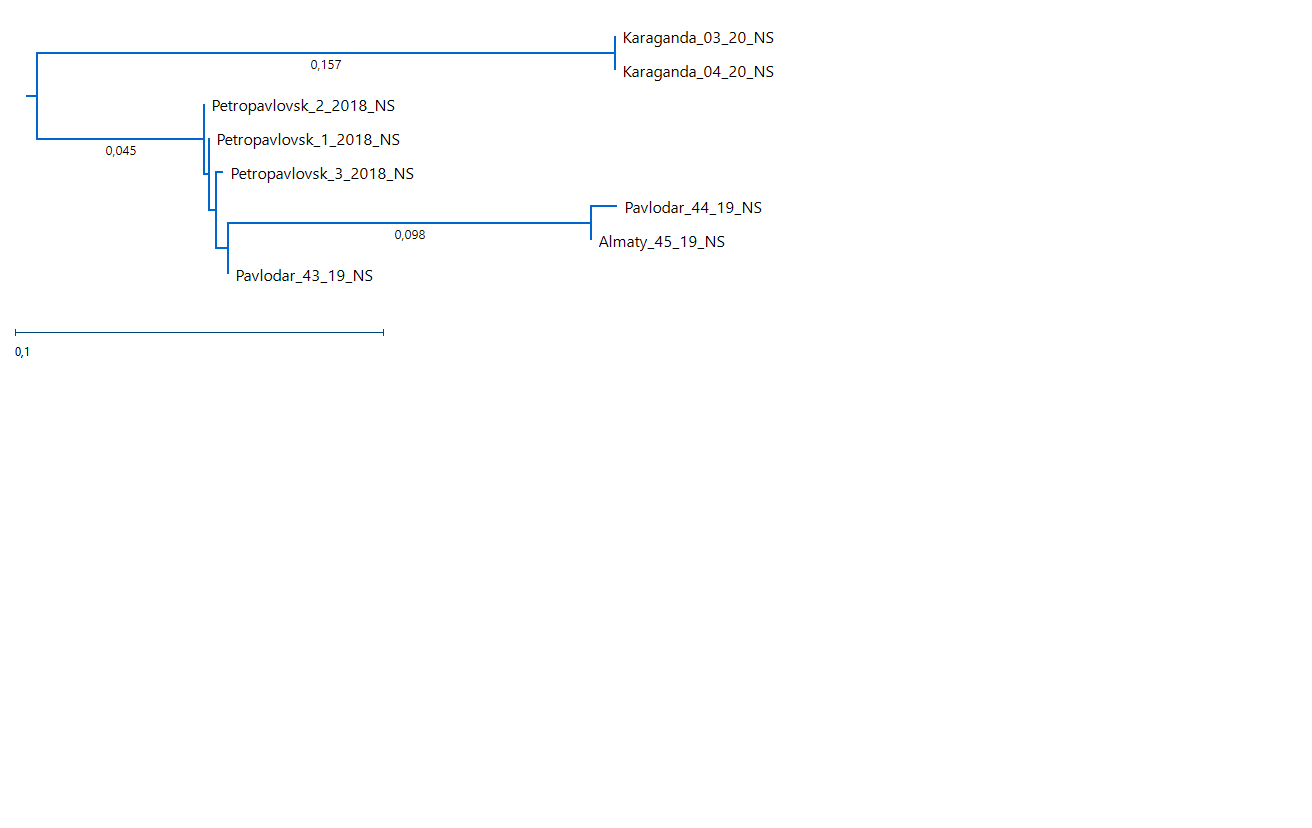 Karaganda_03_20_NS
0,157
Karaganda_04_20_NS
Petropavlovsk_2_2018_NS
Petropavlovsk_1_2018_NS
0,045
Petropavlovsk_3_2018_NS
Pavlodar_44_19_NS
0,098
Almaty_45_19_NS
Pavlodar_43_19_NS
0,1